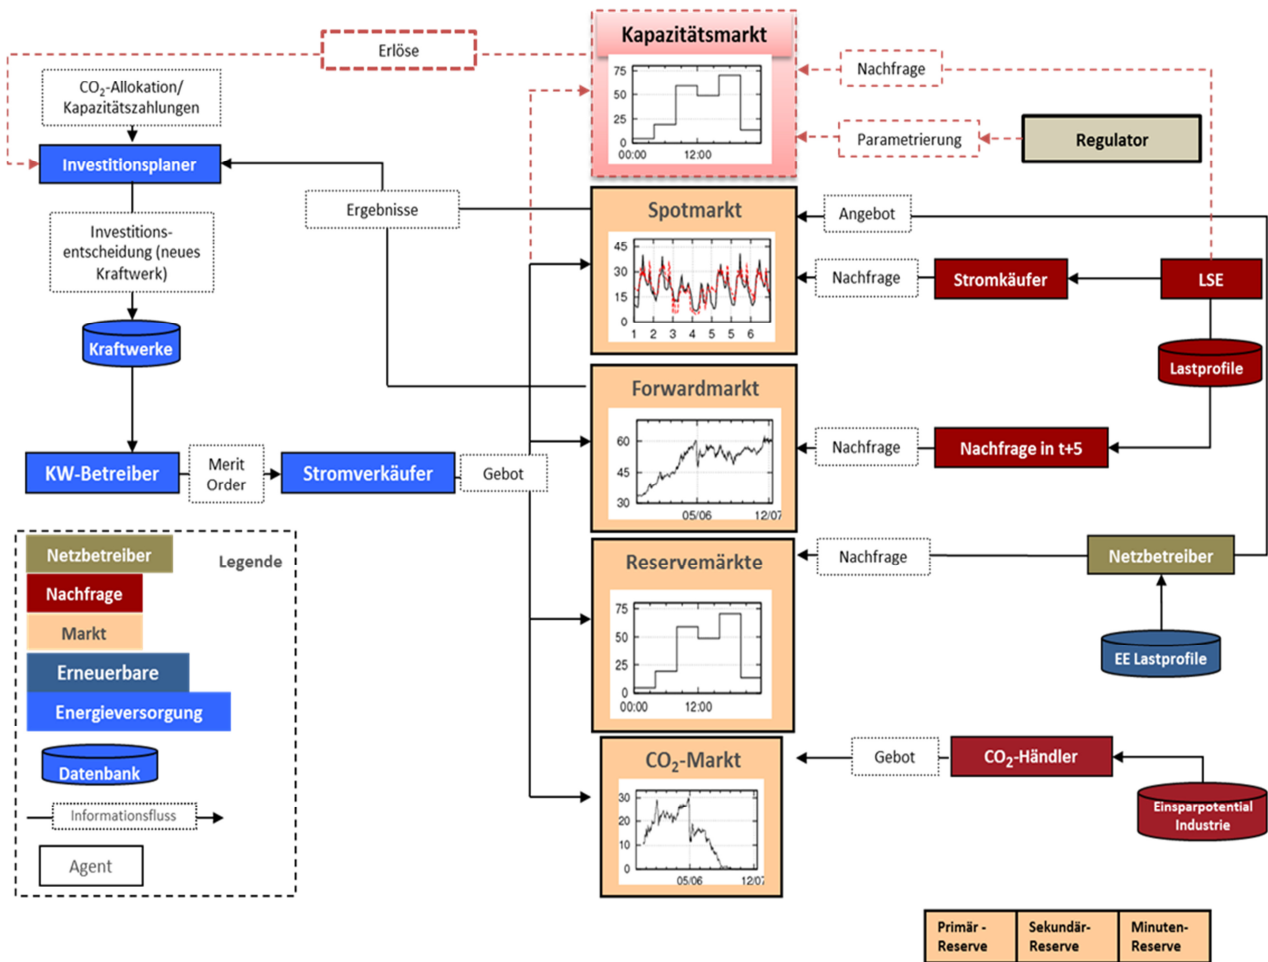 Kapazitätsmarkt
75
50
25
0
00:00
12:00
Erlöse
Nachfrage
CO₂-Allokation/
Kapazitätszahlungen
Parametrierung
Regulator
Investitionsplaner
Ergebnisse
Spotmarkt
45
30
15
0
1 2 3 4 5 5 6
Angebot
Investitions-
entscheidung (neues
Kraftwerk)
Nachfrage
Stromkäufer
LSE
Kraftwerke
Lastprofile
Forwardmarkt
60
45
30
05/06
12/07
Nachfrage
Nachfrage in t+5
KW-Betreiber
Merit
Order
Stromverkäufer
Gebot
Reservemärkte
75
50
25
0
00:00
12:00
Nachfrage
Netzbetreiber
EE Lastprofile
Legende
Netzbetreiber
Nachfrage
Markt
Erneuerbare
Energieversorgung
Datenbank
Informationsfluss
Agent
CO₂-Markt
30
20
10
0
05/06
12/07
Gebot
CO₂-Händler
Einsparpotential
Industrie
Primär -
Reserve
Sekundär-
Reserve
Minuten-
Reserve